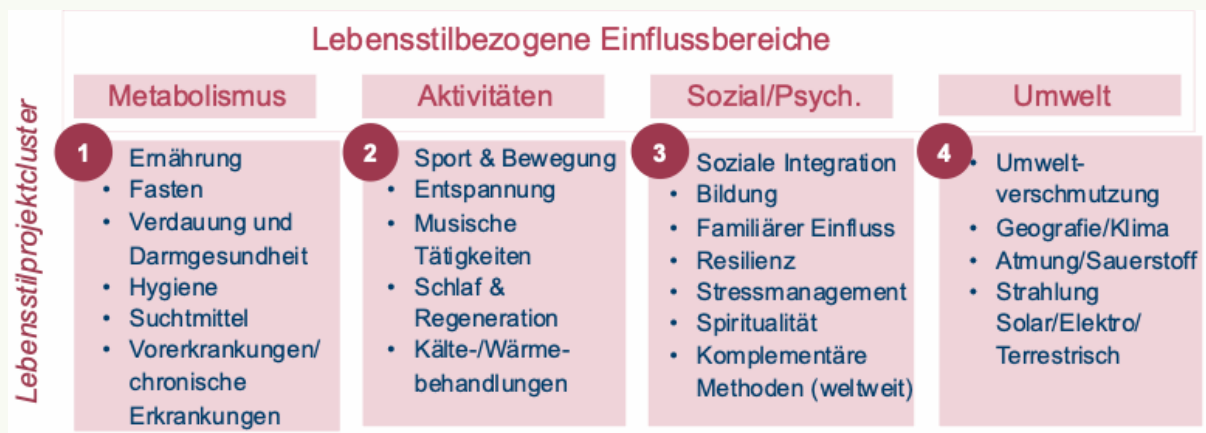 Lebensstilbezogene Einflussbereiche
Lebensstilprojektcluster
Metabolismus
1
Ernährung
• Fasten
• Verdauung und
Darmgesundheit
• Hygiene
• Suchtmittel
• Vorerkrankungen/
chronische
Erkrankungen
Aktivitäten
2
Sport & Bewegung
• Entspannung
• Musische
Tätigkeiten
• Schlaf &
Regeneration
• Kälte-/Wärme-
behandlungen
Sozial/Psych.
3
Soziale Integration
• Bildung
• Familiärer Einfluss
• Resilienz
• Stressmanagement
• Spiritualität
• Komplementäre
Methoden (weltweit)
Umwelt
4
• Umwelt-
verschmutzung
• Geografie/Klima
• Atmung/Sauerstoff
• Strahlung
Solar/Elektro/
Terrestrisch